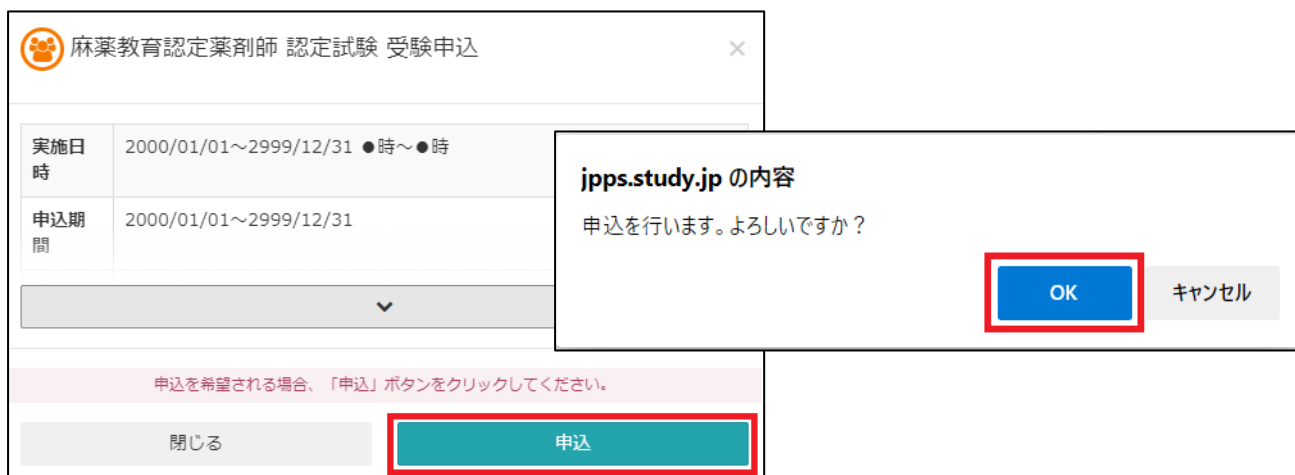 麻薬教育認定薬剤師 認定試験 受験申込
×
実施日
時
2000/01/01～2999/12/31 ●時～●時
申込期
間
2000/01/01～2999/12/31
申込を希望される場合、「申込」ボタンをクリックしてください。
閉じる
申込
jpps.study.jp の内容
申込を行います。よろしいですか？
OK
キャンセル